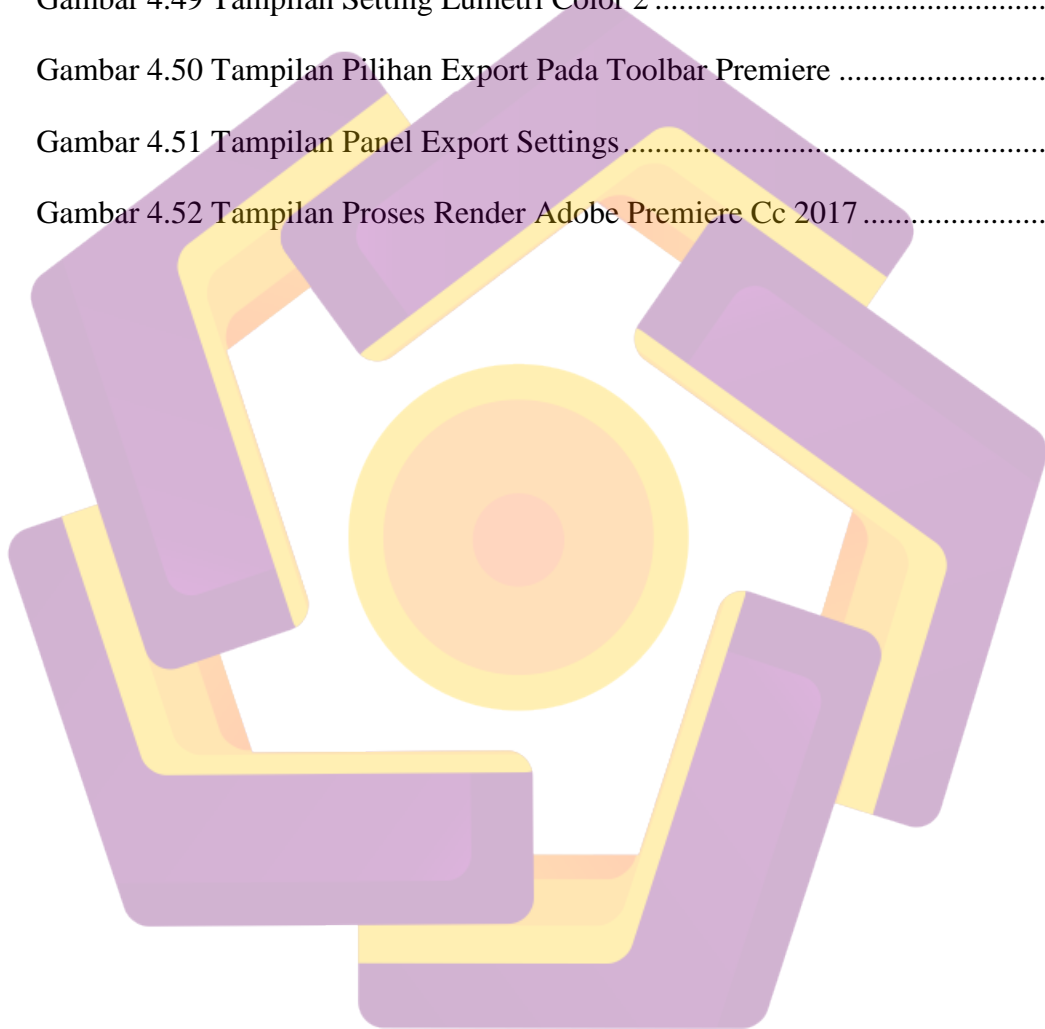 Gambar 4.49 Tampilan Setting Lumetri Color 2 ................................................
Gambar 4.50 Tampilan Pilihan Export Pada Toolbar Premiere .........................
Gambar 4.51 Tampilan Panel Export Settings ....................................................
Gambar 4.52 Tampilan Proses Render Adobe Premiere Cc 2017 ......................